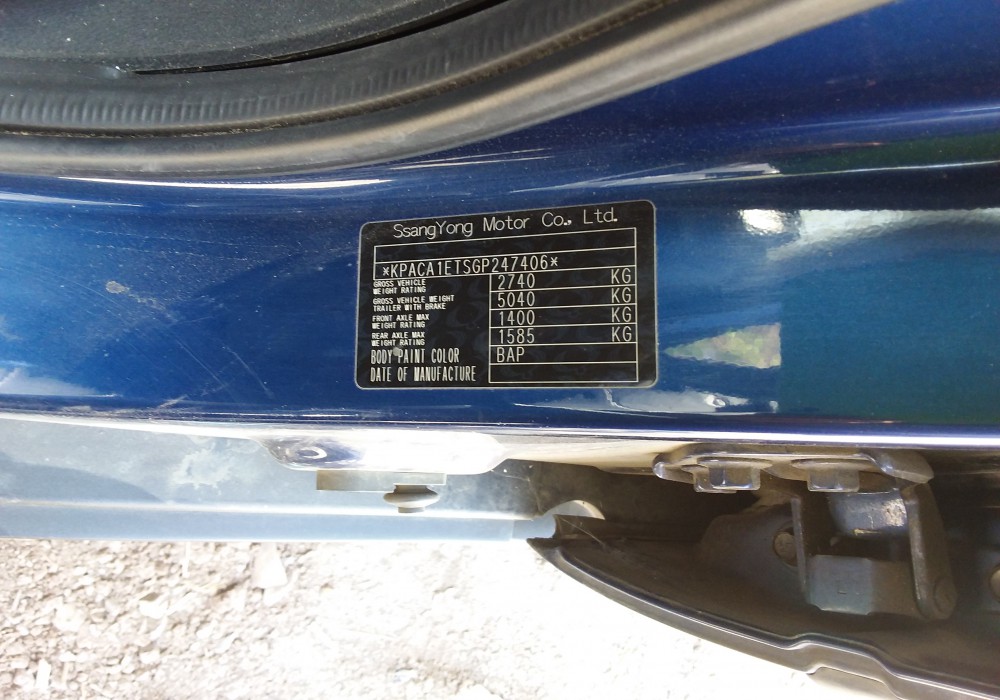 SsangYong Motor Co., Ltd.
*KPACA1ETSGP247406*
GROSS VEHICLE WEIGHT RATING 2740 KG
GROSS VEHICLE WEIGHT TRAILER WITH BRAKE 5040 KG
FRONT AXLE MAX WEIGHT RATING 1400 KG
REAR AXLE MAX WEIGHT RATING 1585 KG
BODY PAINT COLOR BAP
DATE OF MANUFACTURE